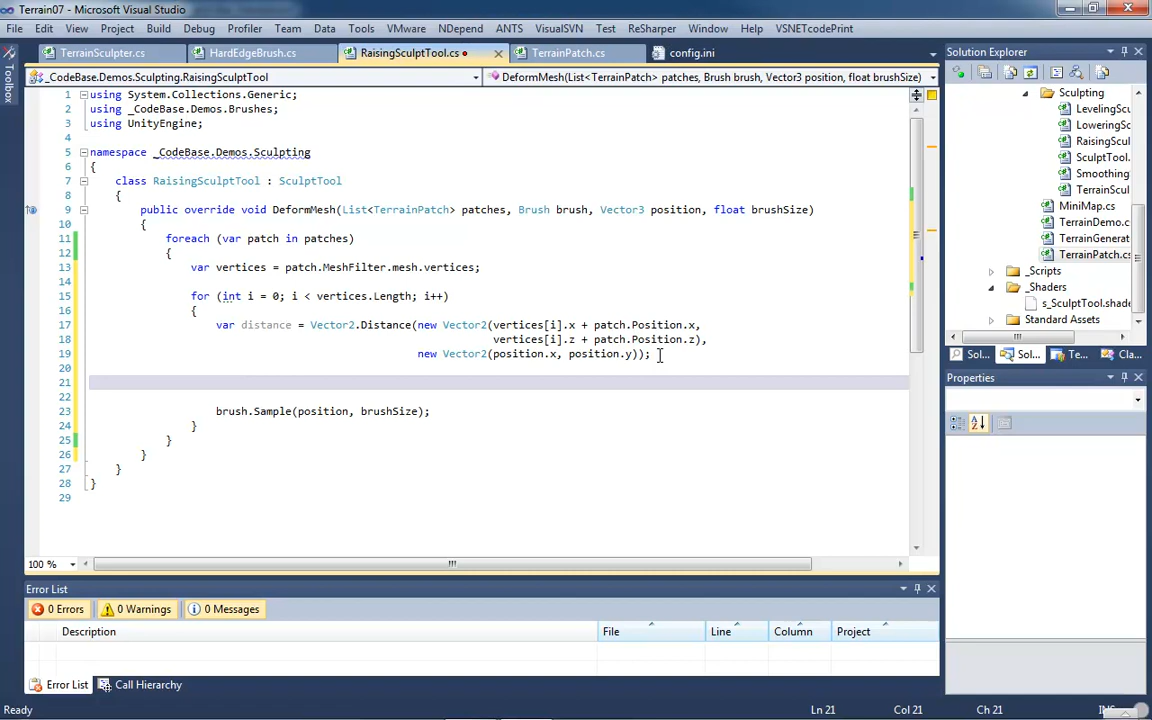 Terrain07 - Microsoft Visual Studio
File Edit View Project Build Debug Profiler Team Data Tools VMware NDepend ANTS VisualSVN Test ReSharper Window Help VSNETcodePrint
TerrainSculpter.cs HardEdgeBrush.cs RaisingSculptTool.cs TerrainPatch.cs config.ini
Toolbox
_CodeBase.Demos.Sculpting.RaisingSculptTool DeformMesh(List<TerrainPatch> patches, Brush brush, Vector3 position, float brushSize)
1 using System.Collections.Generic;
2 using _CodeBase.Demos.Brushes;
3 using UnityEngine;
4
5 namespace _CodeBase.Demos.Sculpting
6 {
7 class RaisingSculptTool : SculptTool
8 {
9 public override void DeformMesh(List<TerrainPatch> patches, Brush brush, Vector3 position, float brushSize)
10 {
11 foreach (var patch in patches)
12 {
13 var vertices = patch.MeshFilter.mesh.vertices;
14
15 for (int i = 0; i < vertices.Length; i++)
16 {
17 var distance = Vector2.Distance(new Vector2(vertices[i].x + patch.Position.x,
18 vertices[i].z + patch.Position.z),
19 new Vector2(position.x, position.y));
20
21
22
23 brush.Sample(position, brushSize);
24 }
25 }
26 }
27 }
28 }
29
100 %
Error List
0 Errors 0 Warnings 0 Messages
Description File Line Column Project
Error List Call Hierarchy
Solution Explorer
Sculpting
LevelingScu
LoweringSc
RaisingScul
SculptTool.
Smoothing
TerrainScul
MiniMap.cs
TerrainDemo.c
TerrainGenerat
TerrainPatch.cs
_Scripts
_Shaders
s_SculptTool.shade
Standard Assets
Sol... Solu... Te... Cla...
Properties
Ready Ln 21 Col 21 Ch 21 INS